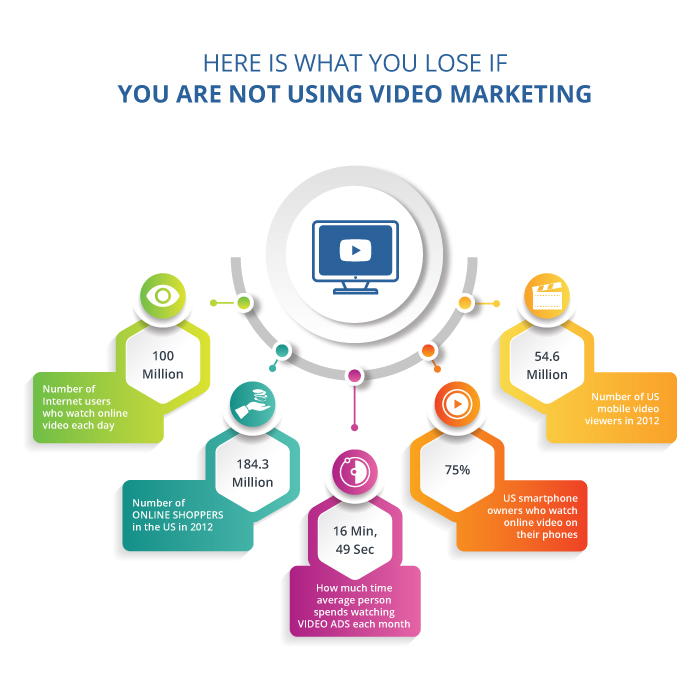 HERE IS WHAT YOU LOSE IF
YOU ARE NOT USING VIDEO MARKETING
100
Million
Number of
Internet users
who watch online
video each day
184.3
Million
Number of
ONLINE SHOPPERS
in the US in 2012
16 Min,
49 Sec
How much time
average person
spends watching
VIDEO ADS each month
75%
US smartphone
owners who watch
online video on
their phones
54.6
Million
Number of US
mobile video
viewers in 2012